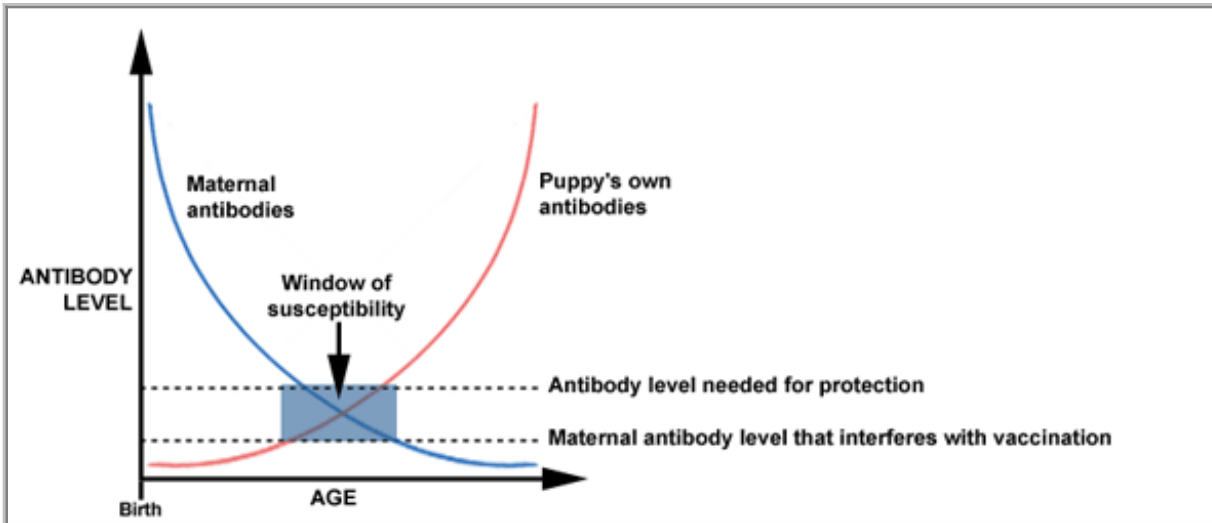 Maternal
antibodies
Puppy's own
antibodies
ANTIBODY
LEVEL
Window of
susceptibility
Antibody level needed for protection
Maternal antibody level that interferes with vaccination
AGE
Birth